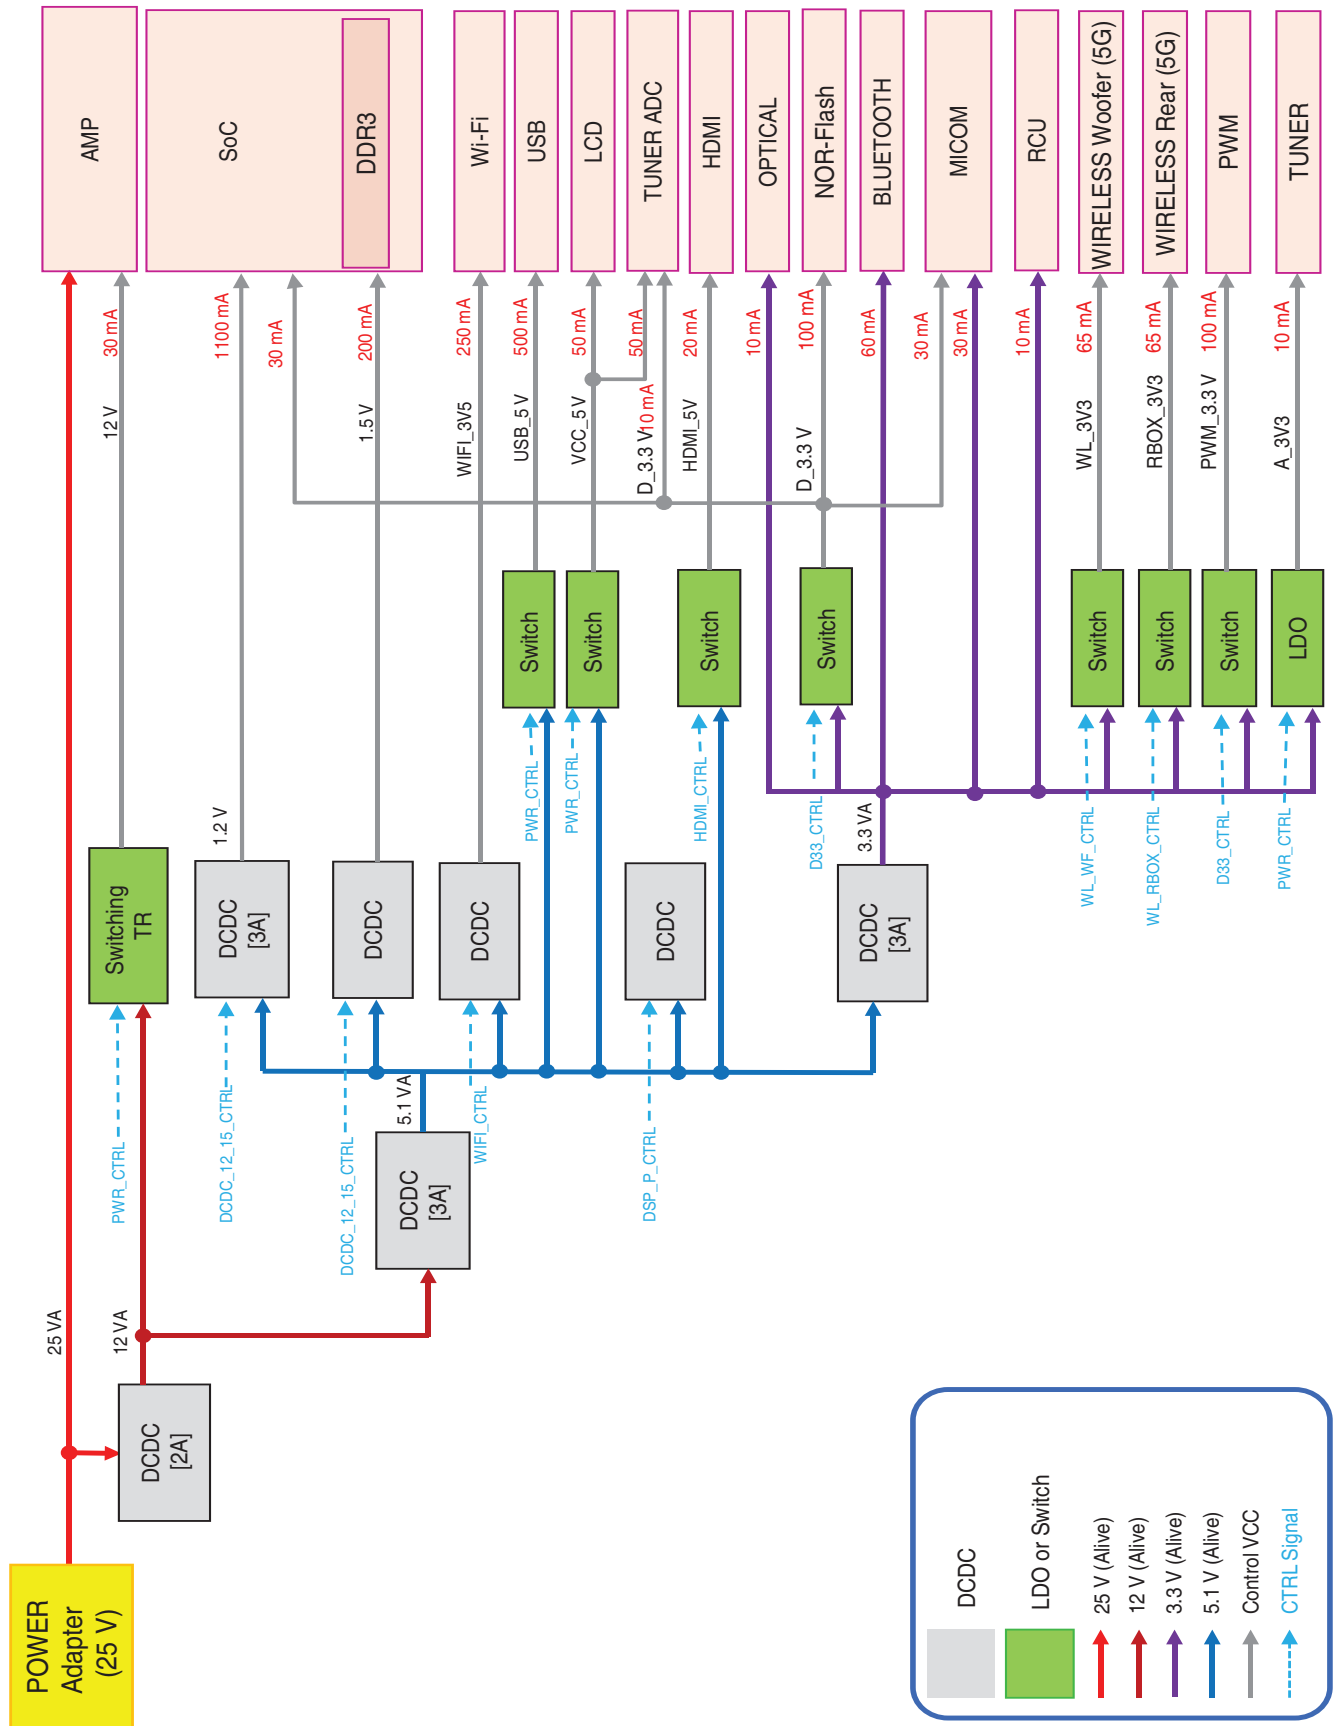 POWER
Adapter
(25 V)
25 VA
DCDC
[2A]
12 VA
PWR_CTRL
Switching
TR
12 V
30 mA
AMP
DCDC_12_15_CTRL
DCDC
[3A]
1.2 V
1100 mA
30 mA
SoC
DCDC_12_15_CTRL
DCDC
1.5 V
200 mA
DDR3
DCDC
[3A]
5.1 VA
WIFI_CTRL
DCDC
WIFI_3V5
250 mA
Wi-Fi
PWR_CTRL
Switch
USB_5 V
500 mA
USB
PWR_CTRL
Switch
VCC_5 V
50 mA
LCD
DSP_P_CTRL
DCDC
D_3.3 V
10 mA
50 mA
TUNER ADC
HDMI_CTRL
Switch
HDMI_5V
20 mA
HDMI
10 mA
OPTICAL
D33_CTRL
Switch
D_3.3 V
100 mA
NOR-Flash
DCDC
[3A]
3.3 VA
60 mA
BLUETOOTH
30 mA
30 mA
MICOM
10 mA
RCU
WL_WF_CTRL
Switch
WL_3V3
65 mA
WIRELESS Woofer (5G)
WL_RBOX_CTRL
Switch
RBOX_3V3
65 mA
WIRELESS Rear (5G)
D33_CTRL
Switch
PWM_3.3 V
100 mA
PWM
PWR_CTRL
LDO
A_3V3
10 mA
TUNER
DCDC
LDO or Switch
25 V (Alive)
12 V (Alive)
3.3 V (Alive)
5.1 V (Alive)
Control VCC
CTRL Signal